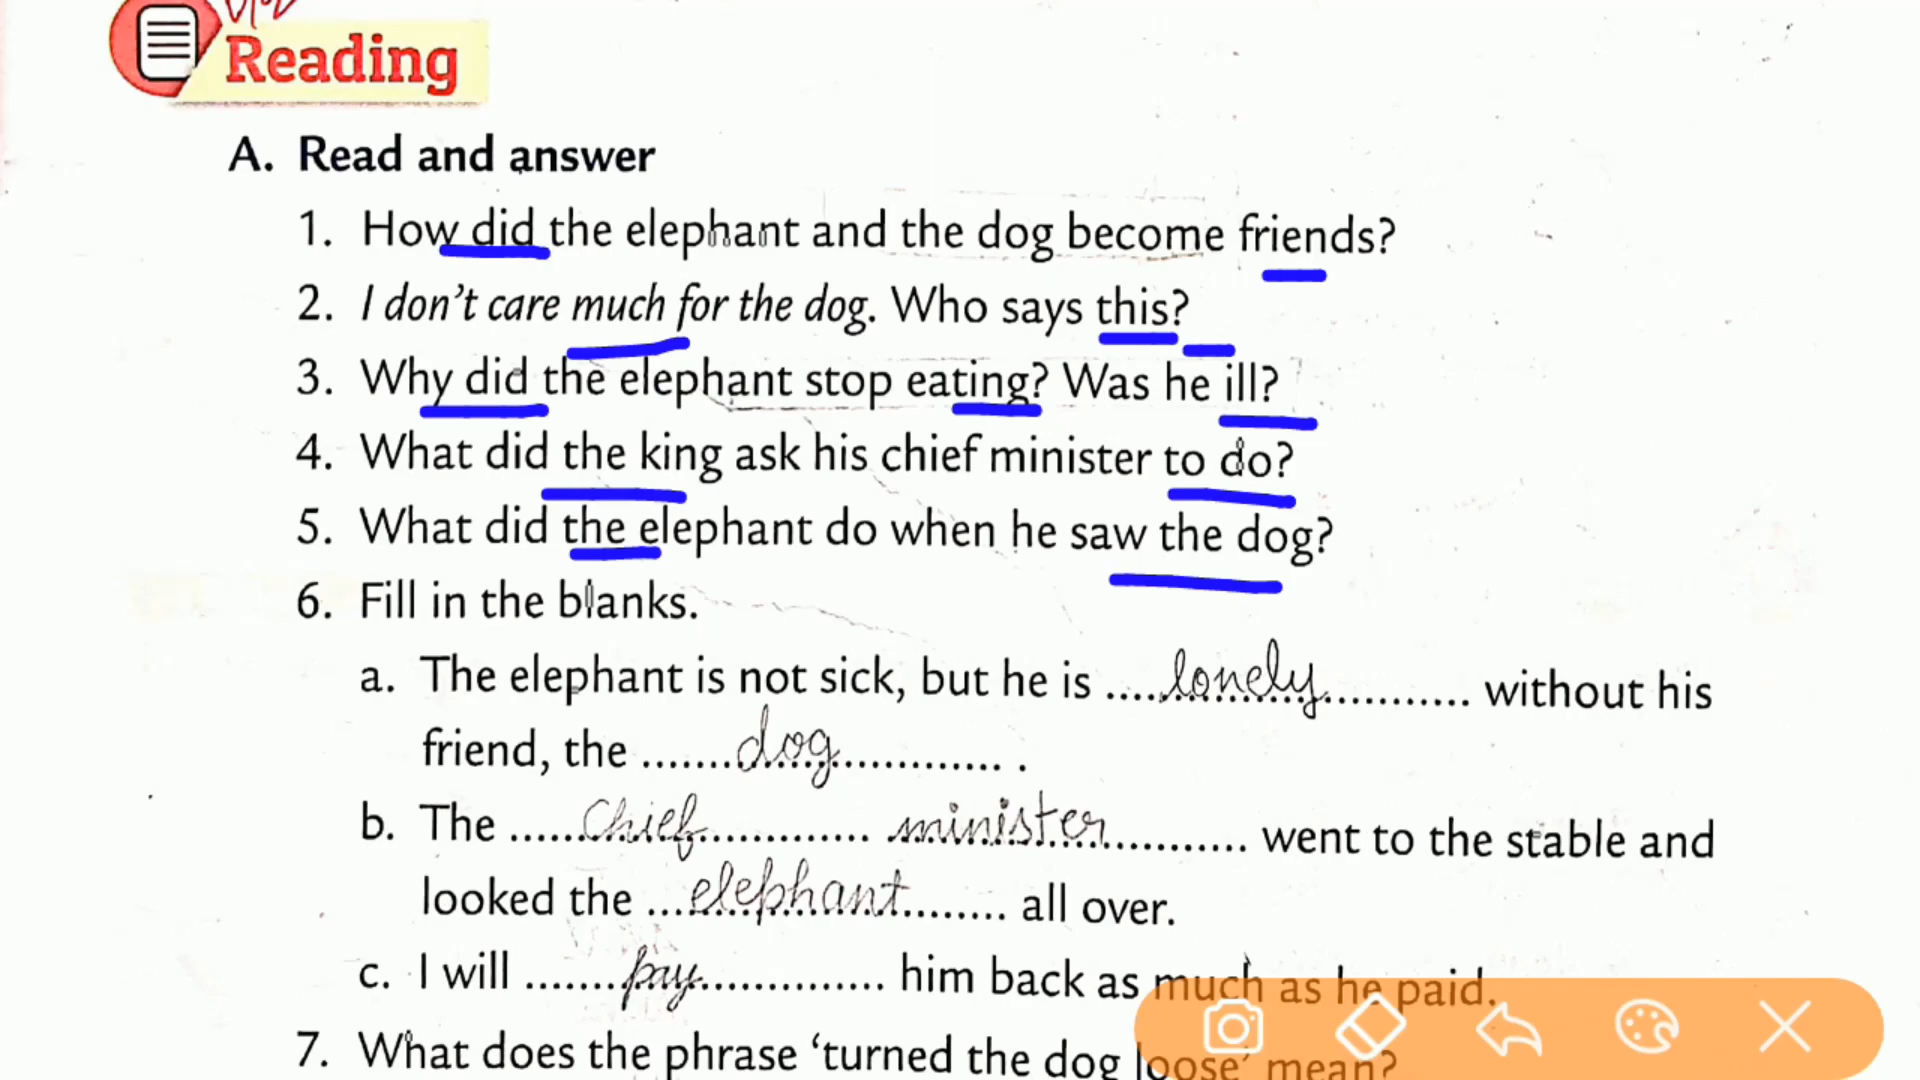 Reading
A. Read and answer
1. How did the elephant and the dog become friends?
2. I don't care much for the dog. Who says this?
3. Why did the elephant stop eating? Was he ill?
4. What did the king ask his chief minister to do?
5. What did the elephant do when he saw the dog?
6. Fill in the blanks.
a. The elephant is not sick, but he is .....lonely.......... without his
friend, the .......dog............ .
b. The .....Chief........... minister.......... went to the stable and
looked the ....elephant........ all over.
c. I will .......pay............. him back as much as he paid.
7. What does the phrase 'turned the dog loose' mean?